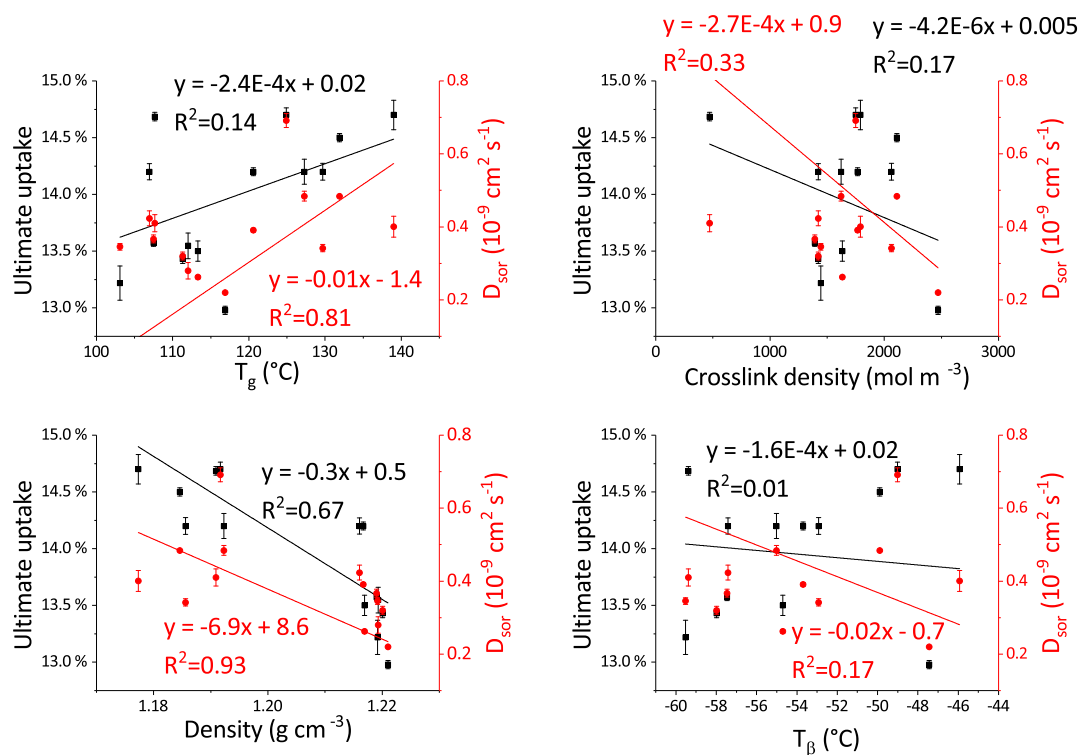 y = -2.7E-4x + 0.9
R²=0.33
y = -4.2E-6x + 0.005
R²=0.17
15.0 %
14.5 %
14.0 %
13.5 %
13.0 %
Ultimate uptake
y = -2.4E-4x + 0.02
R²=0.14
y = -0.01x - 1.4
R²=0.81
0.8
0.6
0.4
0.2
D_sor (10⁻⁹ cm² s⁻¹)
100 110 120 130 140
T_g (°C)
15.0 %
14.5 %
14.0 %
13.5 %
13.0 %
Ultimate uptake
0.8
0.6
0.4
0.2
D_sor (10⁻⁹ cm² s⁻¹)
0 1000 2000 3000
Crosslink density (mol m ⁻³)
15.0 %
14.5 %
14.0 %
13.5 %
13.0 %
Ultimate uptake
y = -0.3x + 0.5
R²=0.67
y = -6.9x + 8.6
R²=0.93
0.8
0.6
0.4
0.2
D_sor (10⁻⁹ cm² s⁻¹)
1.18 1.20 1.22
Density (g cm ⁻³)
15.0 %
14.5 %
14.0 %
13.5 %
13.0 %
Ultimate uptake
y = -1.6E-4x + 0.02
R²=0.01
y = -0.02x - 0.7
R²=0.17
0.8
0.6
0.4
0.2
D_sor (10⁻⁹ cm² s⁻¹)
-60 -58 -56 -54 -52 -50 -48 -46 -44
T_β (°C)